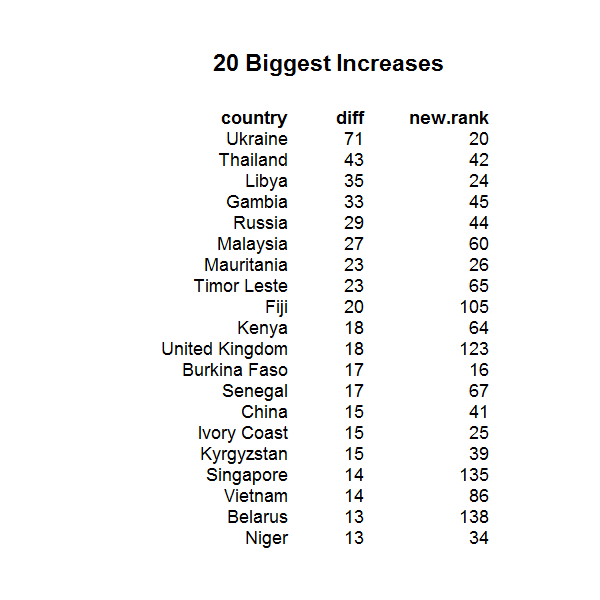 20 Biggest Increases
country diff new.rank
Ukraine 71 20
Thailand 43 42
Libya 35 24
Gambia 33 45
Russia 29 44
Malaysia 27 60
Mauritania 23 26
Timor Leste 23 65
Fiji 20 105
Kenya 18 64
United Kingdom 18 123
Burkina Faso 17 16
Senegal 17 67
China 15 41
Ivory Coast 15 25
Kyrgyzstan 15 39
Singapore 14 135
Vietnam 14 86
Belarus 13 138
Niger 13 34